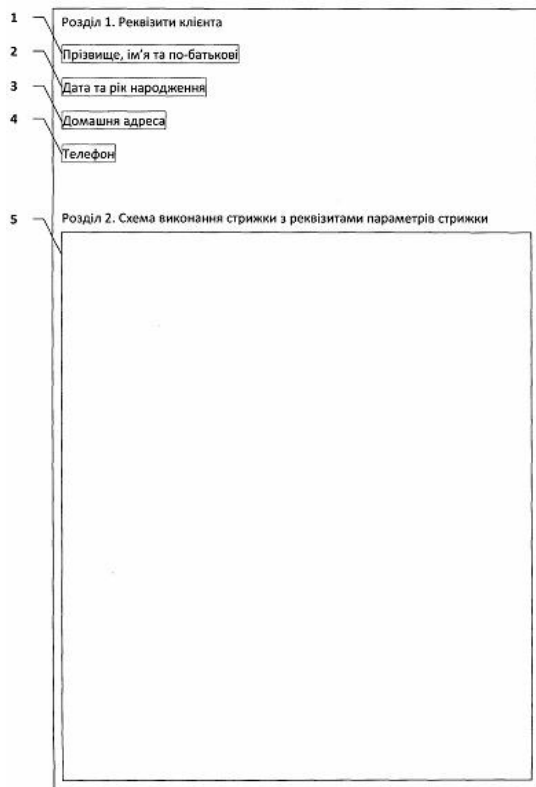 1 Розділ 1. Реквізити клієнта
2 Прізвище, ім'я та по-батькові
3 Дата та рік народження
4 Домашня адреса
Телефон
5 Розділ 2. Схема виконання стрижки з реквізитами параметрів стрижки